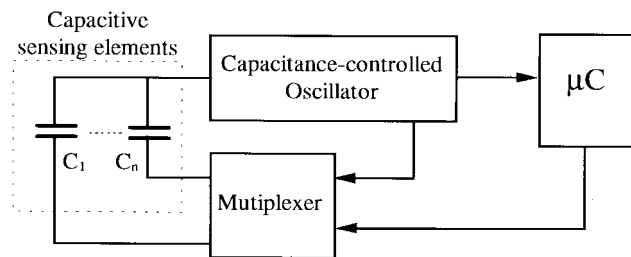 Capacitive
sensing elements
Capacitance-controlled
Oscillator
μC
C₁
Cₙ
Mutiplexer